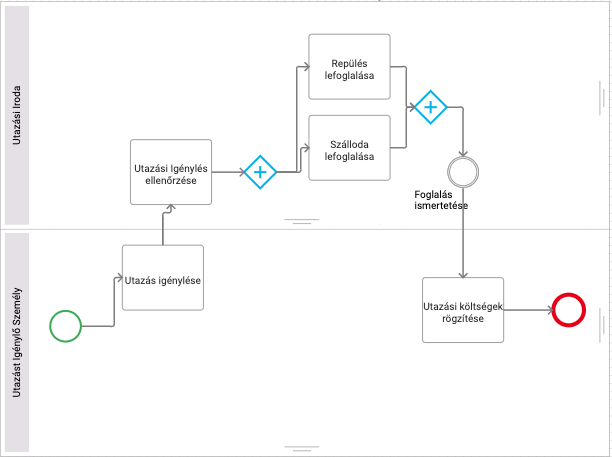 Utazási Iroda
Repülés
lefoglalása
Szálloda
lefoglalása
Utazási Igénylés
ellenőrzése
Foglalás
ismertetése
Utazást Igénylő Személy
Utazás igénylése
Utazási költségek
rögzítése